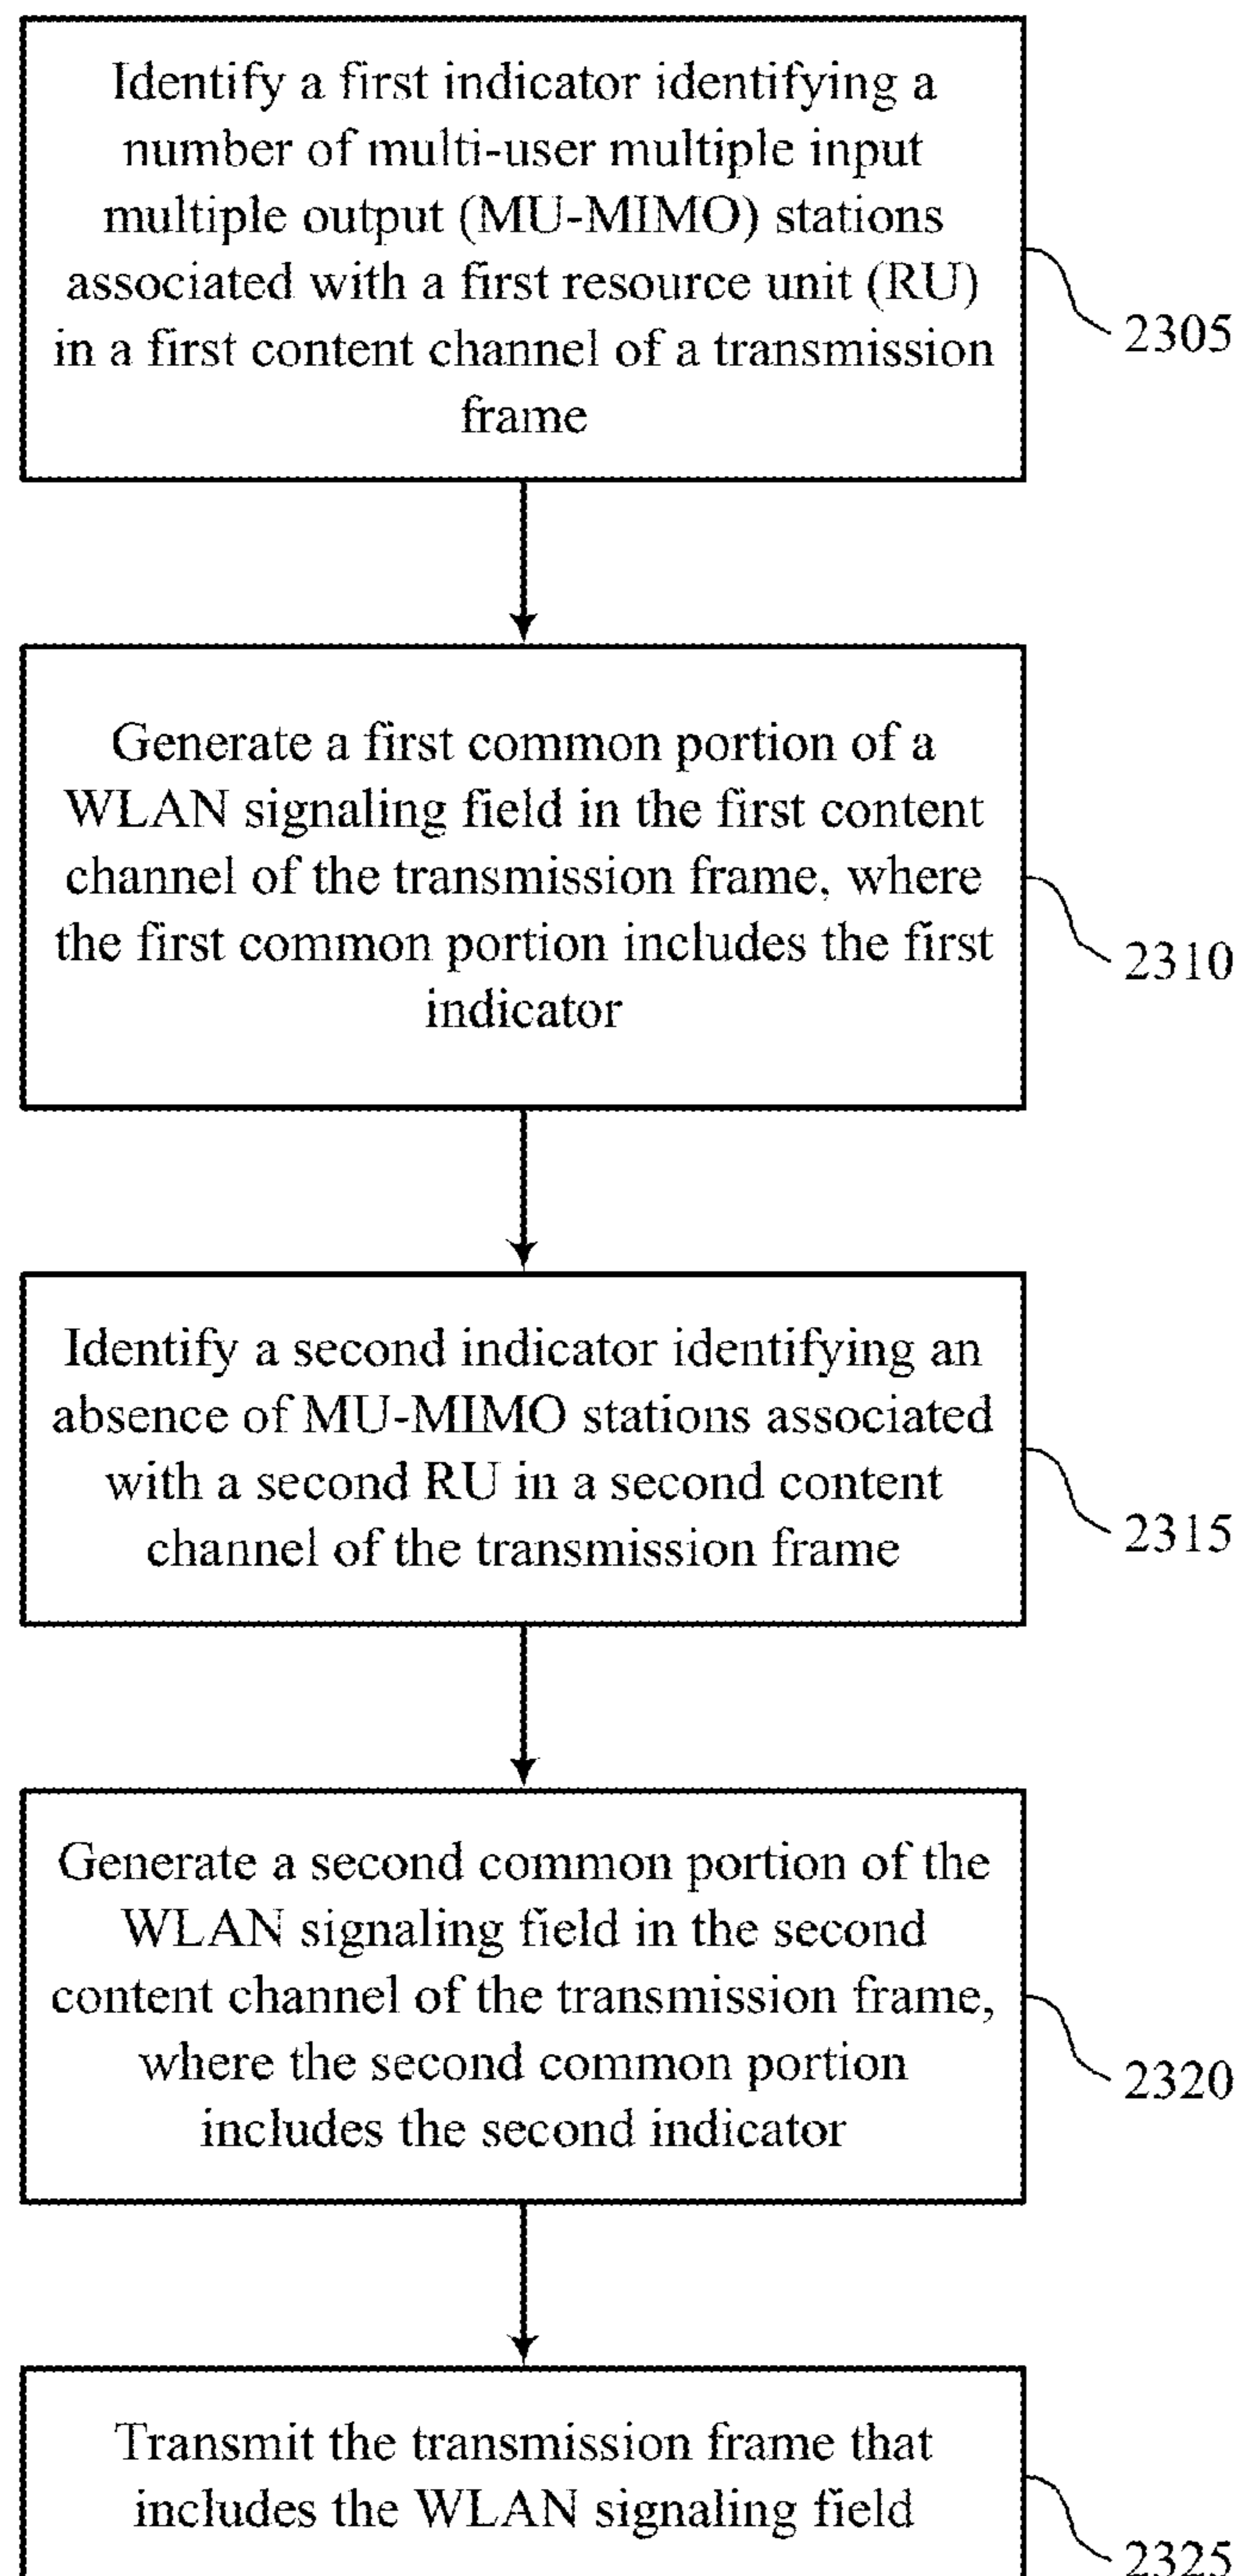 Identify a first indicator identifying a
number of multi-user multiple input
multiple output (MU-MIMO) stations
associated with a first resource unit (RU)
in a first content channel of a transmission
frame
2305
Generate a first common portion of a
WLAN signaling field in the first content
channel of the transmission frame, where
the first common portion includes the first
indicator
2310
Identify a second indicator identifying an
absence of MU-MIMO stations associated
with a second RU in a second content
channel of the transmission frame
2315
Generate a second common portion of the
WLAN signaling field in the second
content channel of the transmission frame,
where the second common portion
includes the second indicator
2320
Transmit the transmission frame that
includes the WLAN signaling field
2325